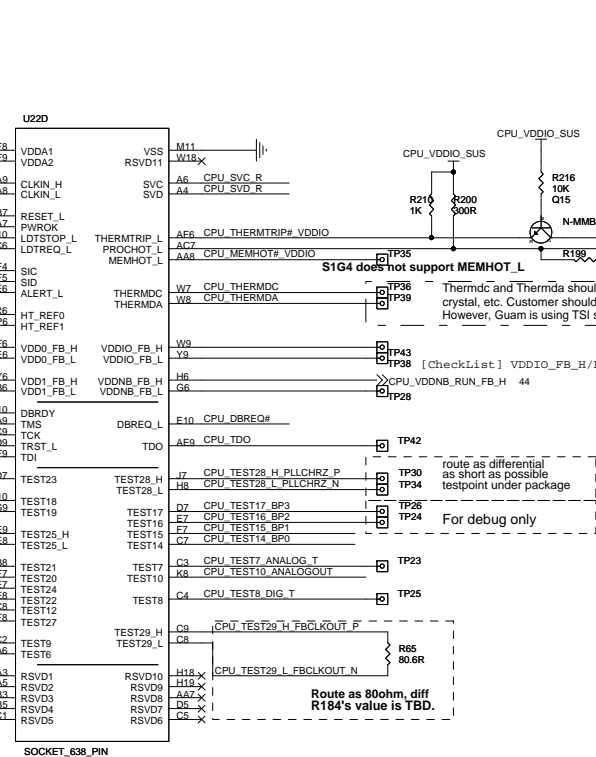 U22D
CPU_VDDIO_SUS
CPU_VDDIO_SUS
VDDA1 VSS M11
VDDA2 RSVD11 W18
R216
10K
Q15
CLKIN_H SVC A6 CPU_SVC_R
CLKIN_L SVD A4 CPU_SVD_R
R210 R200
1K 300R
RESET_L
PWROK
N-MMB
LDTSTOP_L THERMTRIP_L AF6 CPU_THERMTRIP#_VDDIO
LDTREQ_L PROCHOT_L AC7
MEMHOT_L AA8 CPU_MEMHOT#_VDDIO TP35 R199
S1G4 does not support MEMHOT_L
SIC
SID
ALERT_L THERMDC W7 CPU_THERMDC TP36
THERMDA W8 CPU_THERMDA TP39
Thermdc and Thermda shoul
crystal, etc. Customer should
However, Guam is using TSI s
HT_REF0
HT_REF1
VDD0_FB_H VDDIO_FB_H W9 TP43
VDD0_FB_L VDDIO_FB_L Y9 TP38 [CheckList] VDDIO_FB_H/
VDD1_FB_H VDDNB_FB_H H6 CPU_VDDNB_RUN_FB_H 44
VDD1_FB_L VDDNB_FB_L G6 TP28
DBRDY
TMS DBREQ_L E10 CPU_DBREQ#
TCK
TRST_L TDO AE9 CPU_TDO TP42
TDI
route as differential
as short as possible
testpoint under package
TEST23 TEST28_H J7 CPU_TEST28_H_PLLCHRZ_P TP30
TEST28_L H8 CPU_TEST28_L_PLLCHRZ_N TP34
TEST18
TEST19 TEST17 D7 CPU_TEST17_BP3 TP26
TEST16 E7 CPU_TEST16_BP2 TP24 For debug only
TEST25_H TEST15 F7 CPU_TEST15_BP1
TEST25_L TEST14 C7 CPU_TEST14_BP0
TEST21 TEST7 C3 CPU_TEST7_ANALOG_T TP23
TEST20 TEST10 K8 CPU_TEST10_ANALOGOUT
TEST24
TEST22 TEST8 C4 CPU_TEST8_DIG_T TP25
TEST12
TEST27
TEST29_H C9 CPU_TEST29_H_FBCLKOUT_P
TEST9 TEST29_L C8
TEST6
R65
80.6R
RSVD1 RSVD10 H18 CPU_TEST29_L_FBCLKOUT_N
RSVD2 RSVD9 H19
RSVD3 RSVD8 AA7
RSVD4 RSVD7 D5
RSVD5 RSVD6 C5
Route as 80ohm, diff
R184's value is TBD.
SOCKET_638_PIN